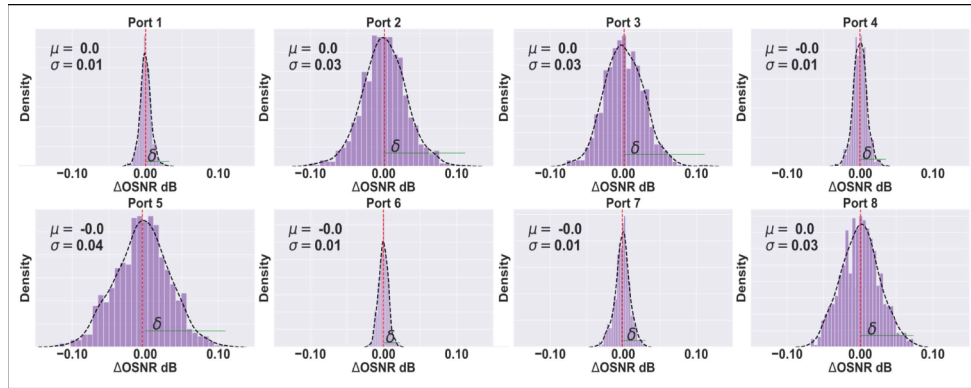 Port 1 Port 2 Port 3 Port 4
μ = 0.0 μ = 0.0 μ = 0.0 μ = -0.0
σ = 0.01 σ = 0.03 σ = 0.03 σ = 0.01
Density Density Density Density
δ δ δ δ
−0.10 0.00 0.10 −0.10 0.00 0.10 −0.10 0.00 0.10 −0.10 0.00 0.10
ΔOSNR dB ΔOSNR dB ΔOSNR dB ΔOSNR dB
Port 5 Port 6 Port 7 Port 8
μ = -0.0 μ = -0.0 μ = -0.0 μ = 0.0
σ = 0.04 σ = 0.01 σ = 0.01 σ = 0.03
Density Density Density Density
δ δ δ δ
−0.10 0.00 0.10 −0.10 0.00 0.10 −0.10 0.00 0.10 −0.10 0.00 0.10
ΔOSNR dB ΔOSNR dB ΔOSNR dB ΔOSNR dB